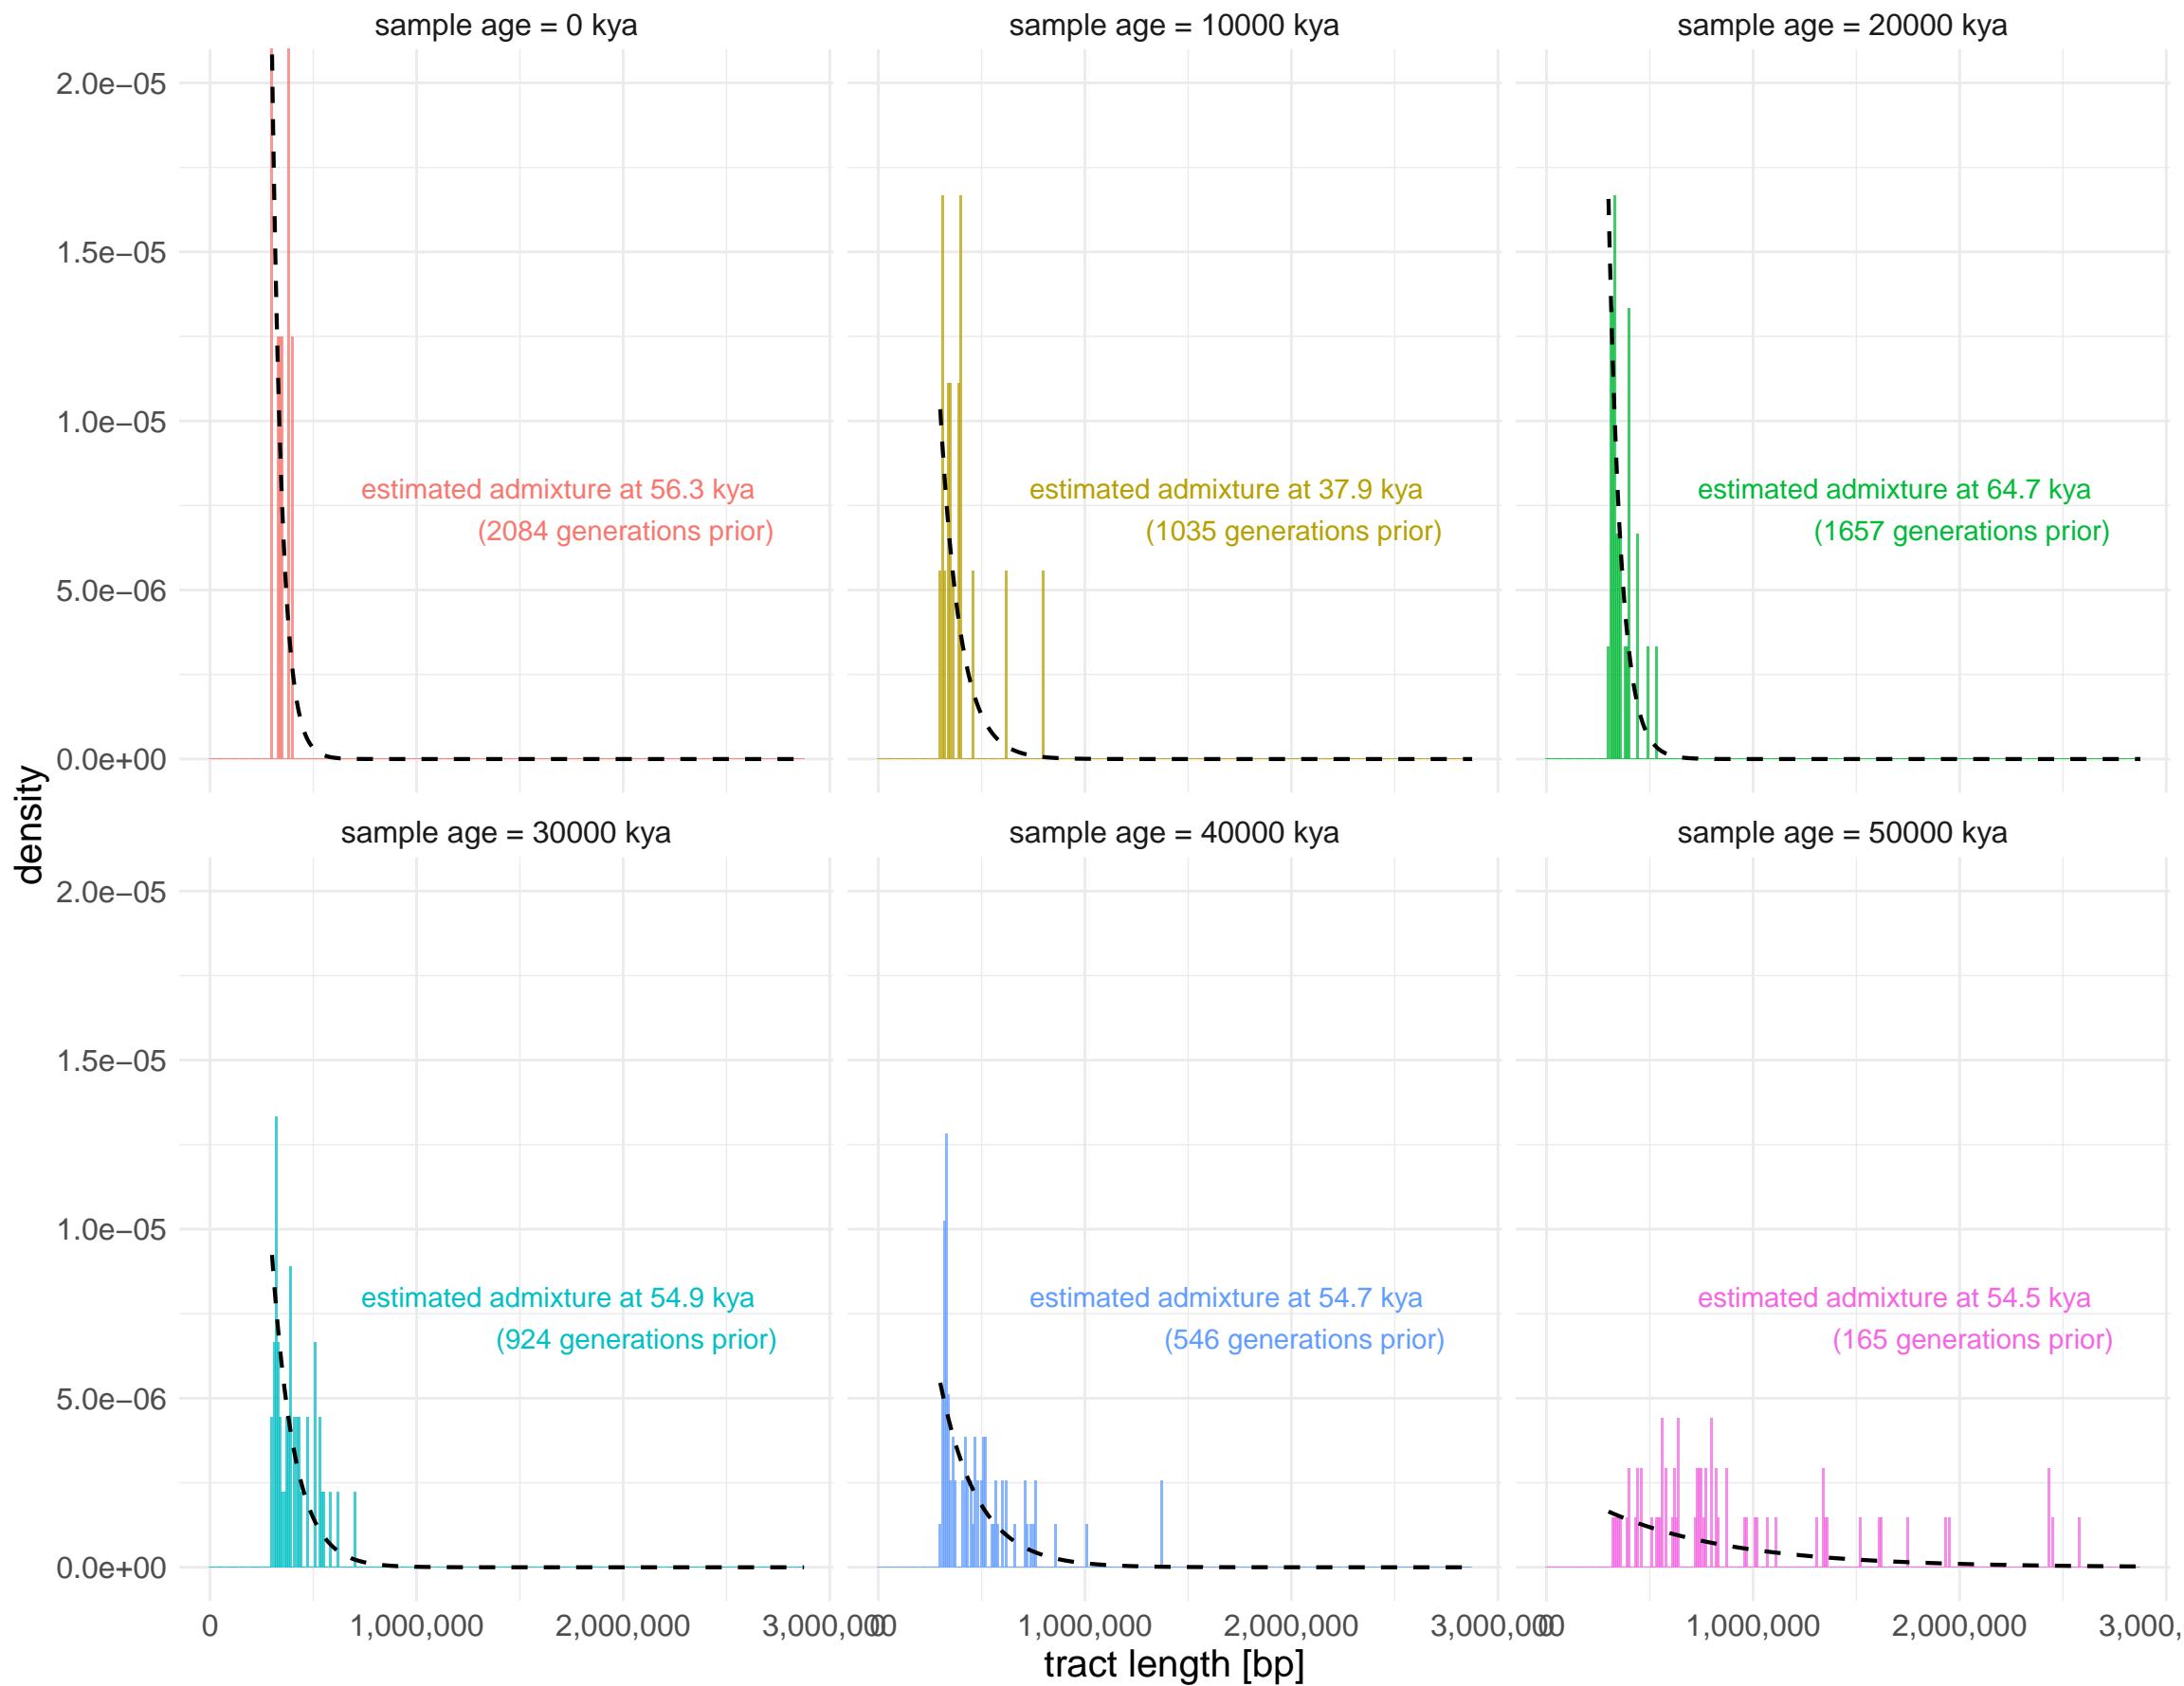 sample age = 0 kya
sample age = 10000 kya
sample age = 20000 kya
2.0e−05
1.5e−05
1.0e−05
5.0e−06
0.0e+00
estimated admixture at 56.3 kya
(2084 generations prior)
estimated admixture at 37.9 kya
(1035 generations prior)
estimated admixture at 64.7 kya
(1657 generations prior)
density
sample age = 30000 kya
sample age = 40000 kya
sample age = 50000 kya
2.0e−05
1.5e−05
1.0e−05
5.0e−06
0.0e+00
estimated admixture at 54.9 kya
(924 generations prior)
estimated admixture at 54.7 kya
(546 generations prior)
estimated admixture at 54.5 kya
(165 generations prior)
0
1,000,000
2,000,000
3,000,000
0
1,000,000
2,000,000
3,000,000
0
1,000,000
2,000,000
3,000,
tract length [bp]